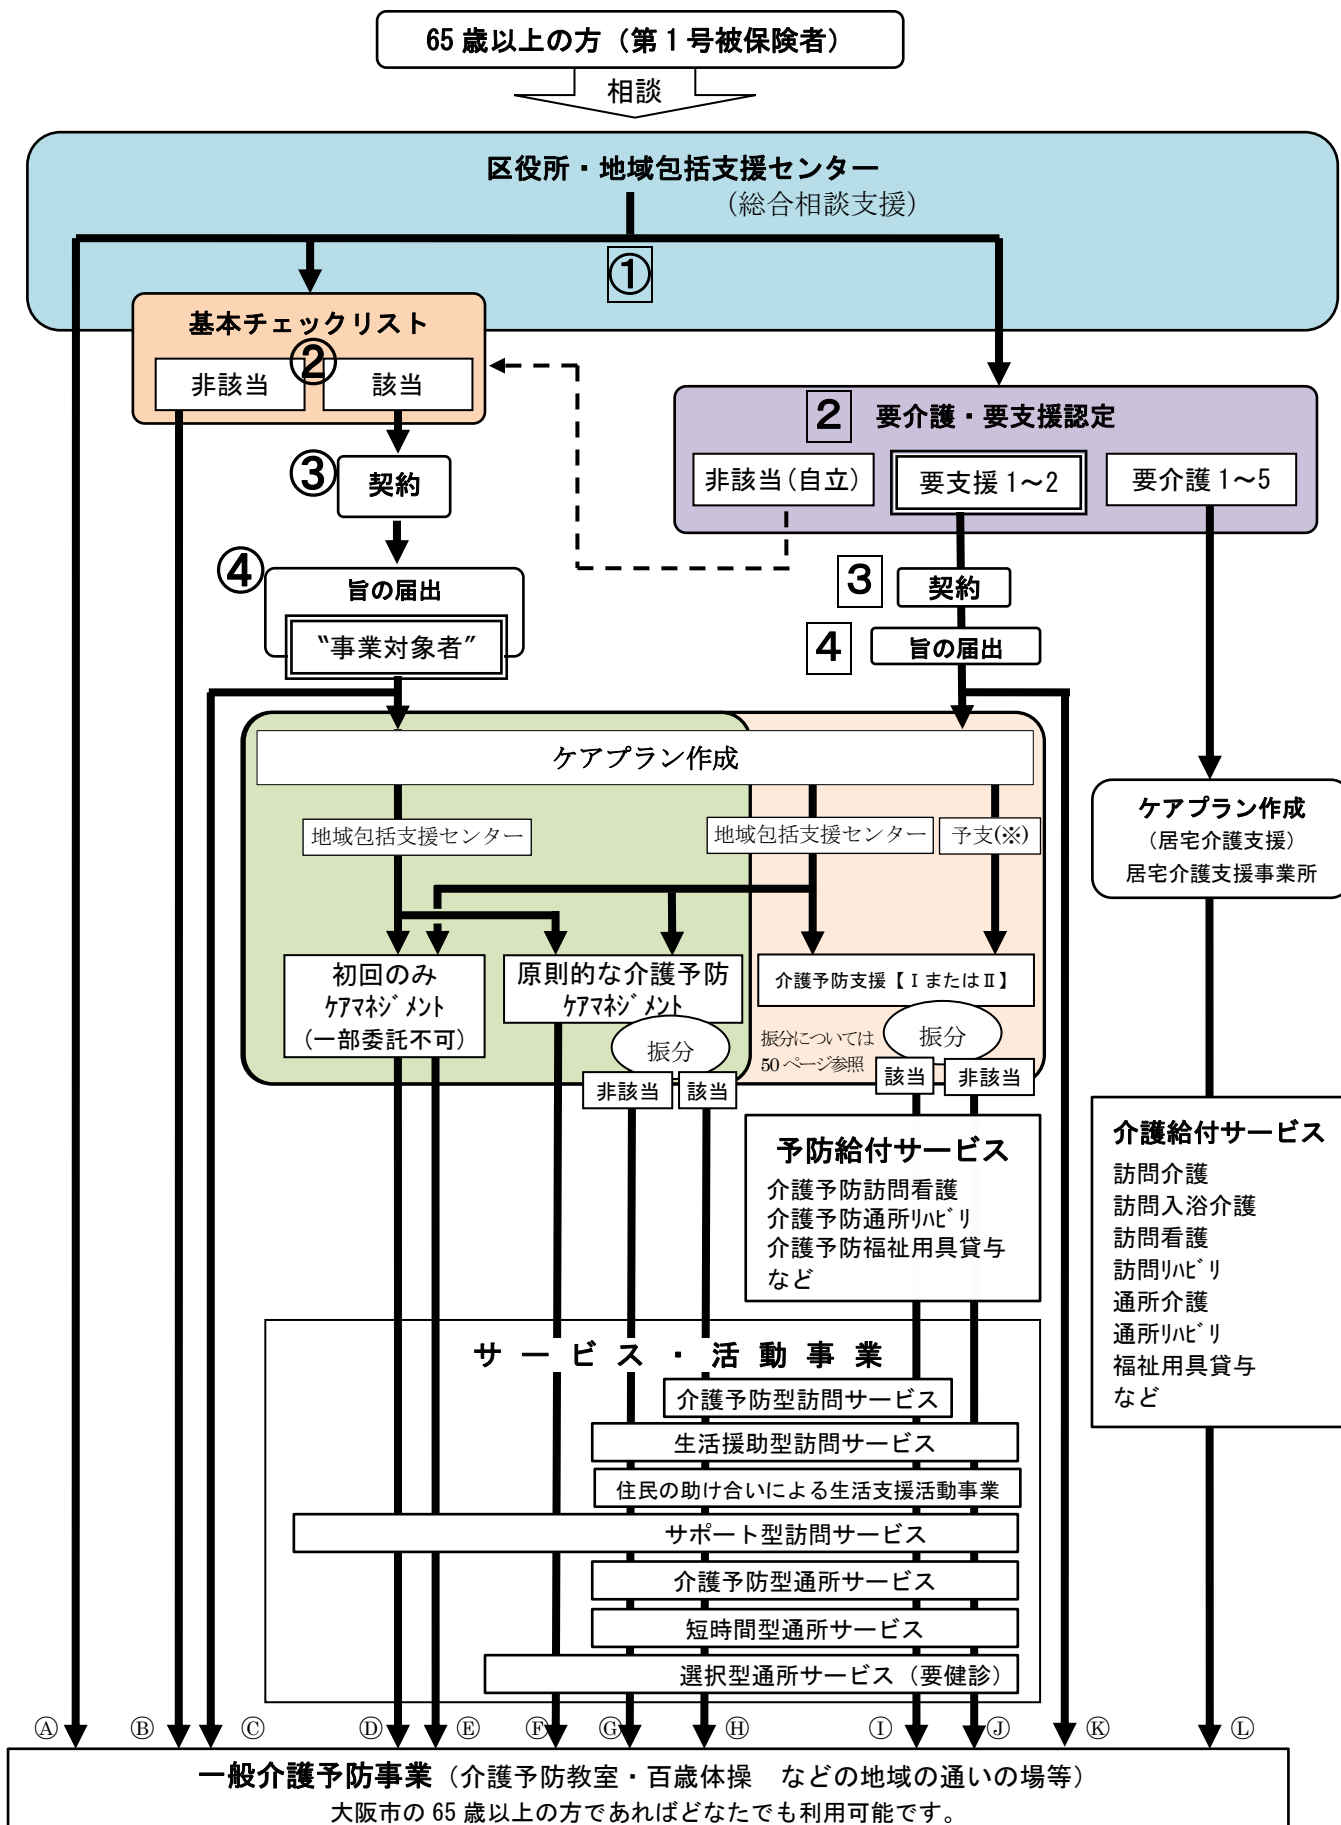 65歳以上の方（第1号被保険者）
相談
区役所・地域包括支援センター
（総合相談支援）
①
基本チェックリスト
②
非該当
該当
2
要介護・要支援認定
非該当（自立）
要支援1～2
要介護1～5
③
契約
④
旨の届出
“事業対象者”
3
契約
4
旨の届出
ケアプラン作成
地域包括支援センター
地域包括支援センター
予支(※)
ケアプラン作成
（居宅介護支援）
居宅介護支援事業所
初回のみ
ｹｱﾏﾈｼﾞﾒﾝﾄ
（一部委託不可）
原則的な介護予防
ｹｱﾏﾈｼﾞﾒﾝﾄ
介護予防支援【ⅠまたはⅡ】
振分
振分については
50ページ参照
振分
非該当
該当
該当
非該当
予防給付サービス
介護予防訪問看護
介護予防通所ﾘﾊﾋﾞﾘ
介護予防福祉用具貸与
など
介護給付サービス
訪問介護
訪問入浴介護
訪問看護
訪問ﾘﾊﾋﾞﾘ
通所介護
通所ﾘﾊﾋﾞﾘ
福祉用具貸与
など
サービス・活動事業
介護予防型訪問サービス
生活援助型訪問サービス
住民の助け合いによる生活支援活動事業
サポート型訪問サービス
介護予防型通所サービス
短時間型通所サービス
選択型通所サービス（要健診）
Ⓐ Ⓑ Ⓒ Ⓓ Ⓔ Ⓕ Ⓖ Ⓗ Ⓘ Ⓙ Ⓚ Ⓛ
一般介護予防事業（介護予防教室・百歳体操　などの地域の通いの場等）
大阪市の65歳以上の方であればどなたでも利用可能です。